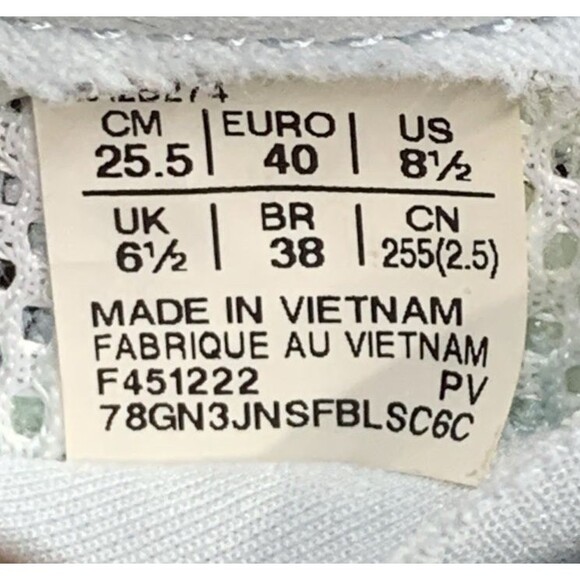 CM | EURO | US
25.5 | 40 | 8½
UK | BR | CN
6½ | 38 | 255(2.5)
MADE IN VIETNAM
FABRIQUE AU VIETNAM
F451222 PV
78GN3JNSFBLSC6C